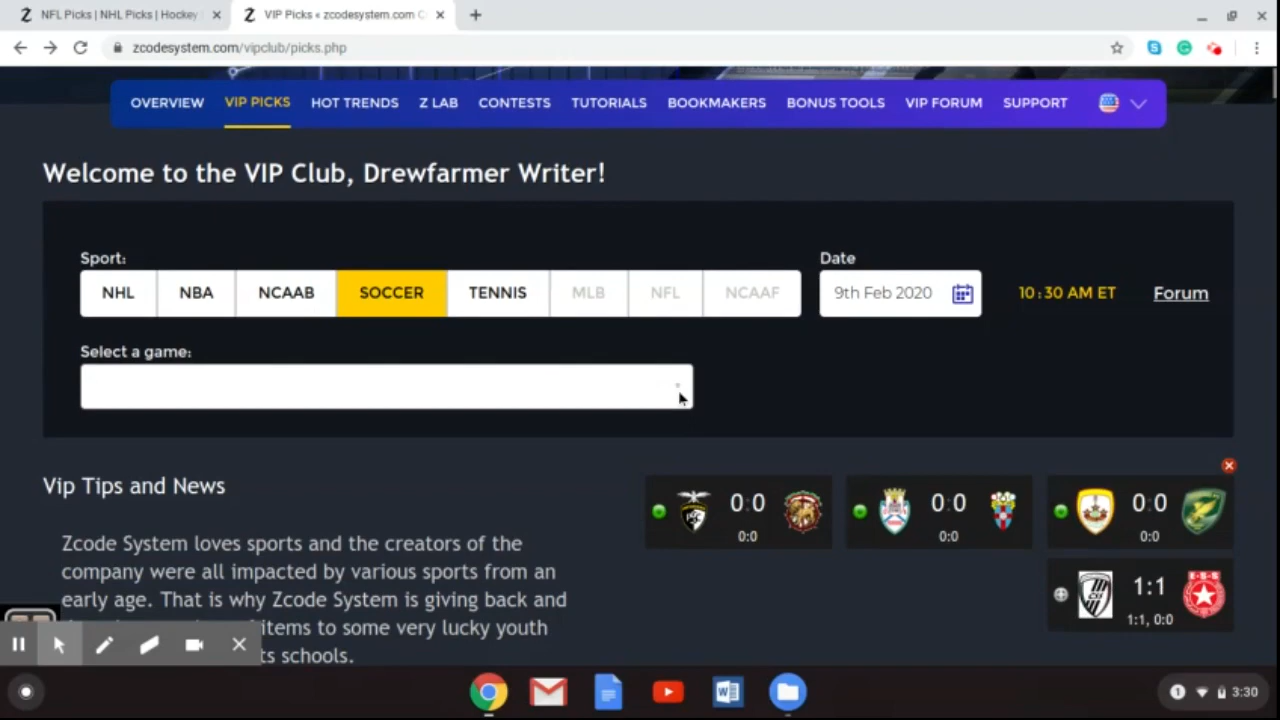 NFL Picks | NHL Picks | Hockey
VIP Picks « zcodesystem.com
zcodesystem.com/vipclub/picks.php
OVERVIEW VIP PICKS HOT TRENDS Z LAB CONTESTS TUTORIALS BOOKMAKERS BONUS TOOLS VIP FORUM SUPPORT
Welcome to the VIP Club, Drewfarmer Writer!
Sport:
Date
NHL NBA NCAAB SOCCER TENNIS MLB NFL NCAAF
9th Feb 2020
10:30 AM ET
Forum
Select a game:
Vip Tips and News
0:0
0:0
0:0
0:0
0:0
0:0
1:1
1:1, 0:0
Zcode System loves sports and the creators of the
company were all impacted by various sports from an
early age. That is why Zcode System is giving back and
items to some very lucky youth
ts schools.
3:30